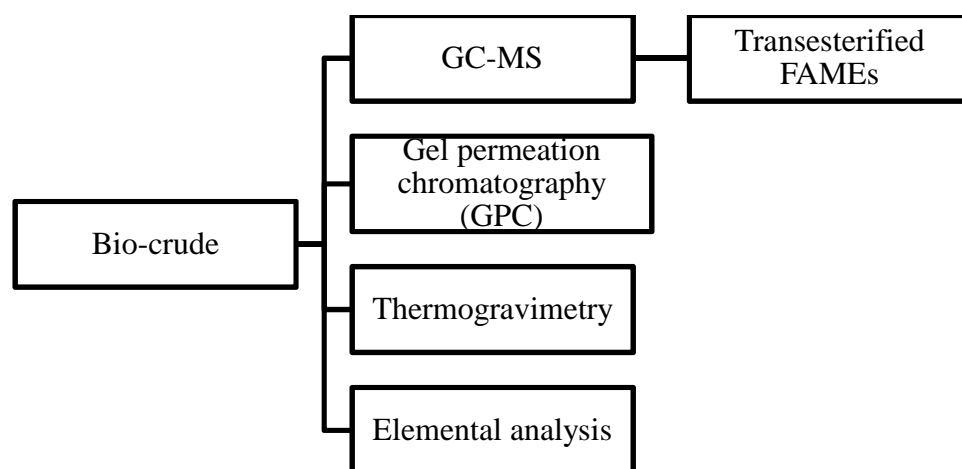 GC-MS
Transesterified
FAMEs
Gel permeation
chromatography
(GPC)
Bio-crude
Thermogravimetry
Elemental analysis